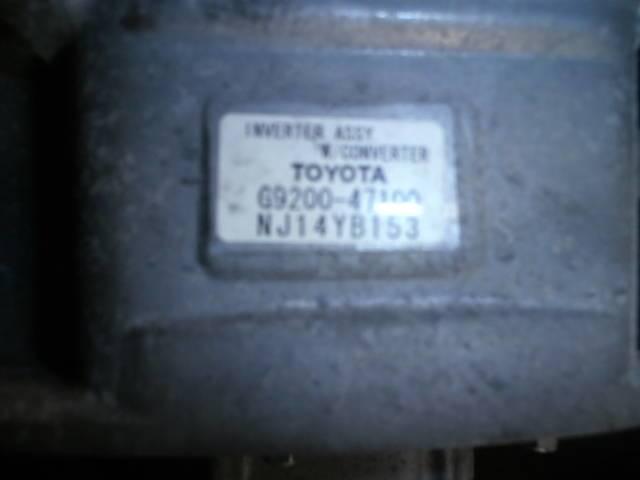 INVERTER ASSY
W/CONVERTER
TOYOTA
G9200-47100
NJ14YB153